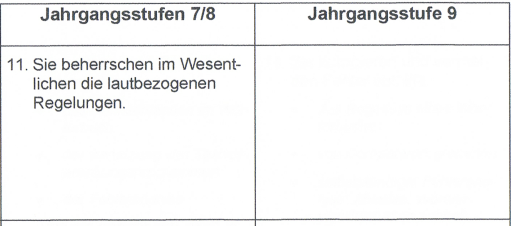 Jahrgangsstufen 7/8
Jahrgangsstufe 9
11. Sie beherrschen im Wesent-
lichen die lautbezogenen
Regelungen.